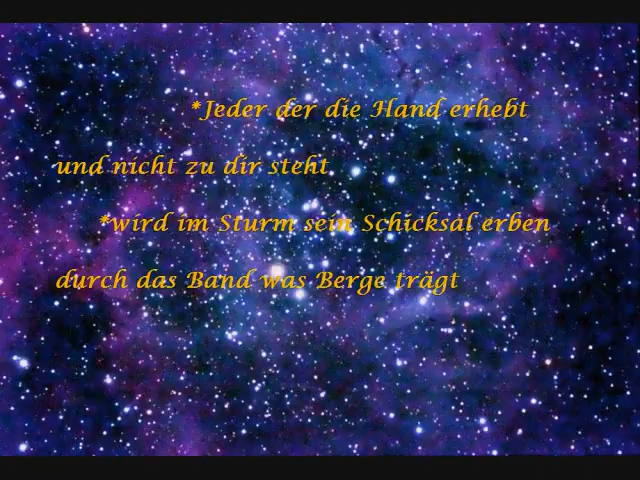 *Jeder der die Hand erhebt
und nicht zu dir steht
*wird im Sturm sein Schicksal erben
durch das Band was Berge trägt